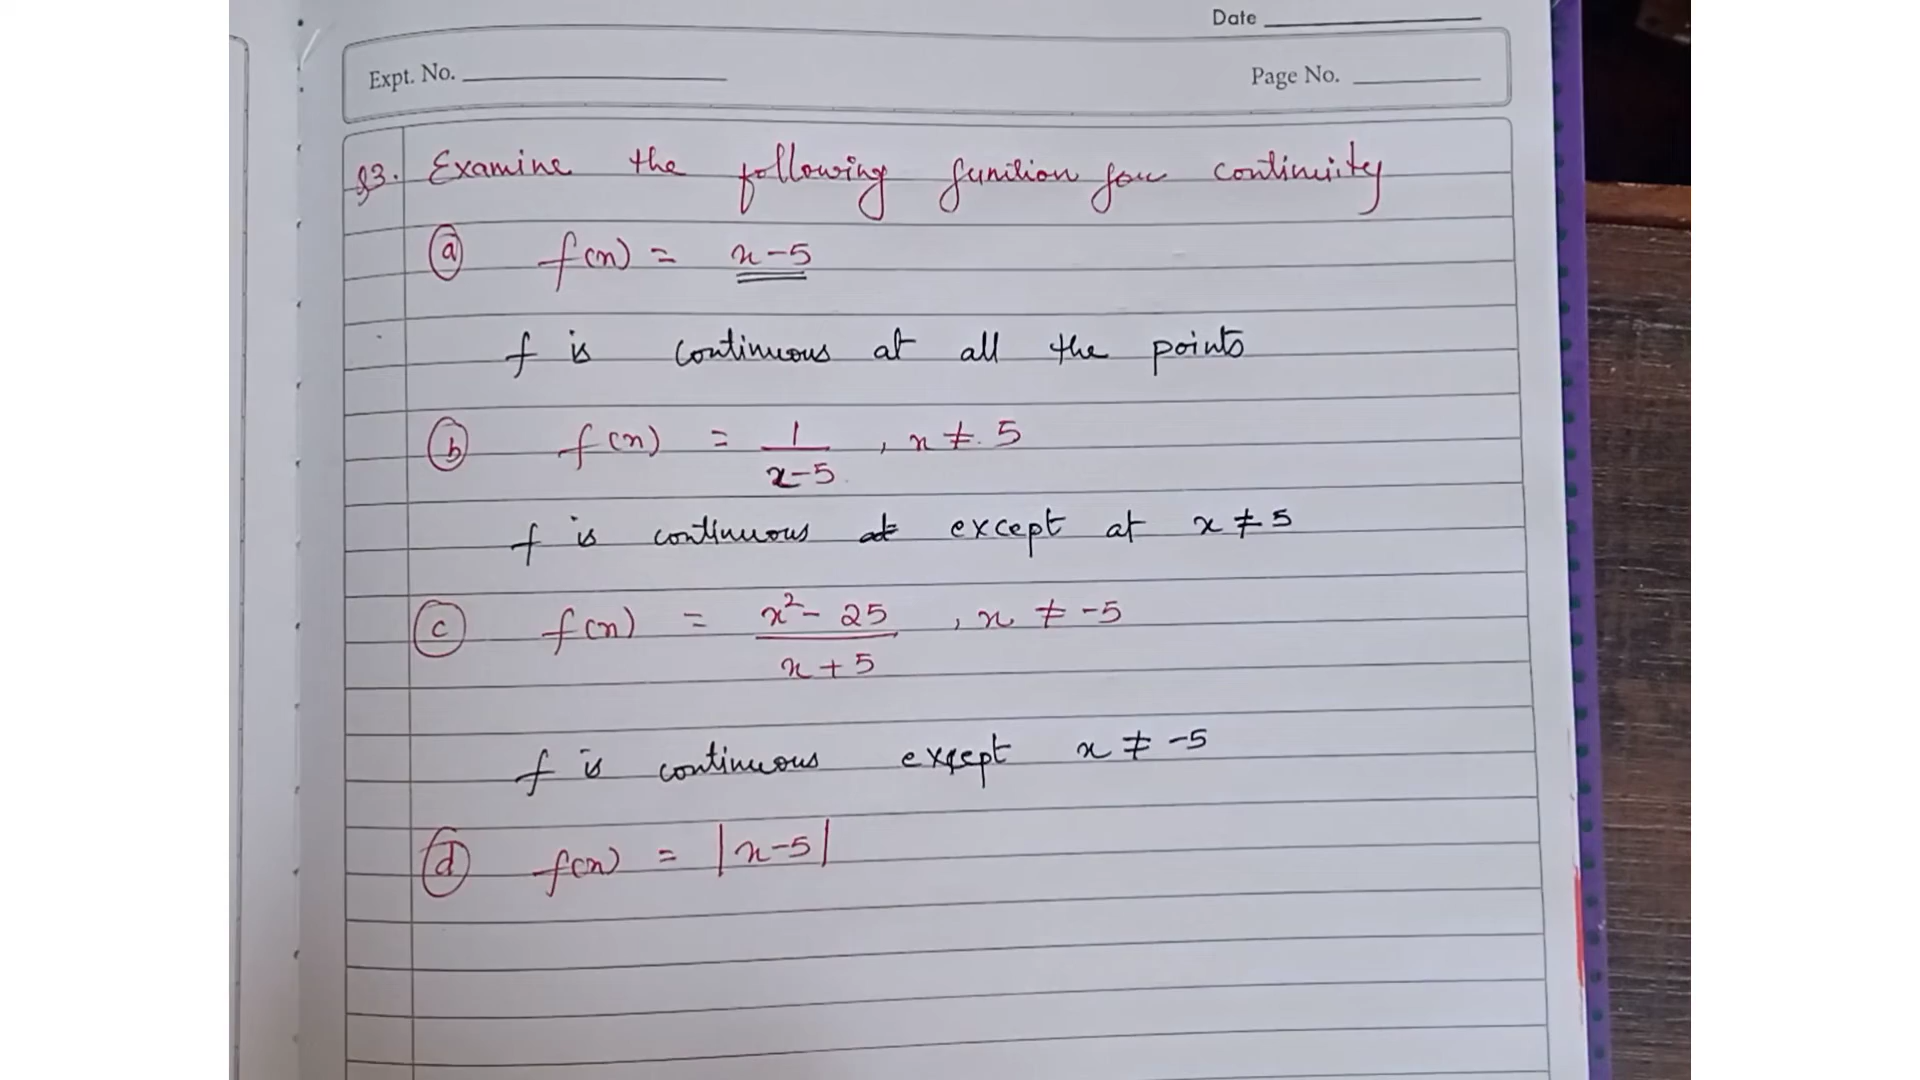 Date
Expt. No.
Page No.
Q3. Examine the following function for continuity
(a) f(x) = x-5
f is continuous at all the points
(b) f(x) = 1/(x-5), x ≠ 5
f is continuous at except at x ≠ 5
(c) f(x) = (x² - 25)/(x + 5), x ≠ -5
f is continuous except x ≠ -5
(d) f(x) = |x-5|